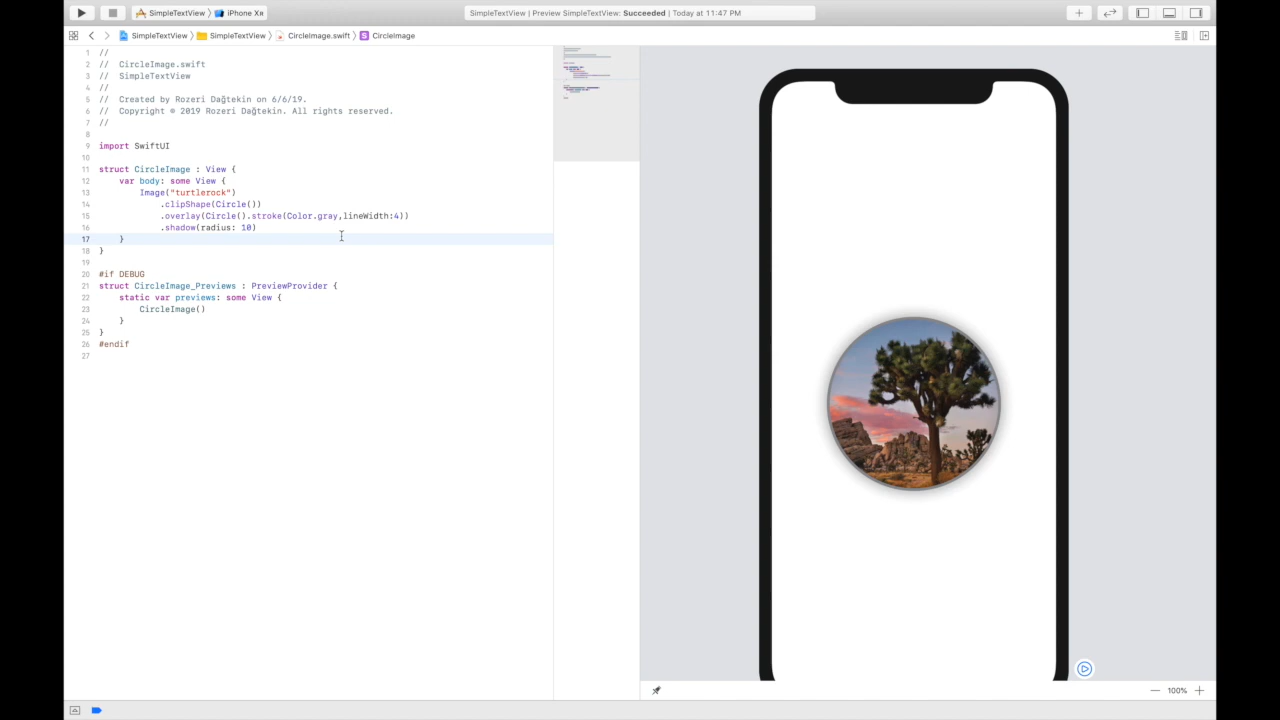 SimpleTextView 〉 iPhone Xʀ
SimpleTextView | Preview SimpleTextView: Succeeded | Today at 11:47 PM
SimpleTextView 〉 SimpleTextView 〉 CircleImage.swift 〉 S CircleImage
1 //
2 //  CircleImage.swift
3 //  SimpleTextView
4 //
5 //  Created by Rozeri Dağtekin on 6/6/19.
6 //  Copyright © 2019 Rozeri Dağtekin. All rights reserved.
7 //
8
9 import SwiftUI
10
11 struct CircleImage : View {
12     var body: some View {
13         Image("turtlerock")
14             .clipShape(Circle())
15             .overlay(Circle().stroke(Color.gray,lineWidth:4))
16             .shadow(radius: 10)
17     }
18 }
19
20 #if DEBUG
21 struct CircleImage_Previews : PreviewProvider {
22     static var previews: some View {
23         CircleImage()
24     }
25 }
26 #endif
27
100%